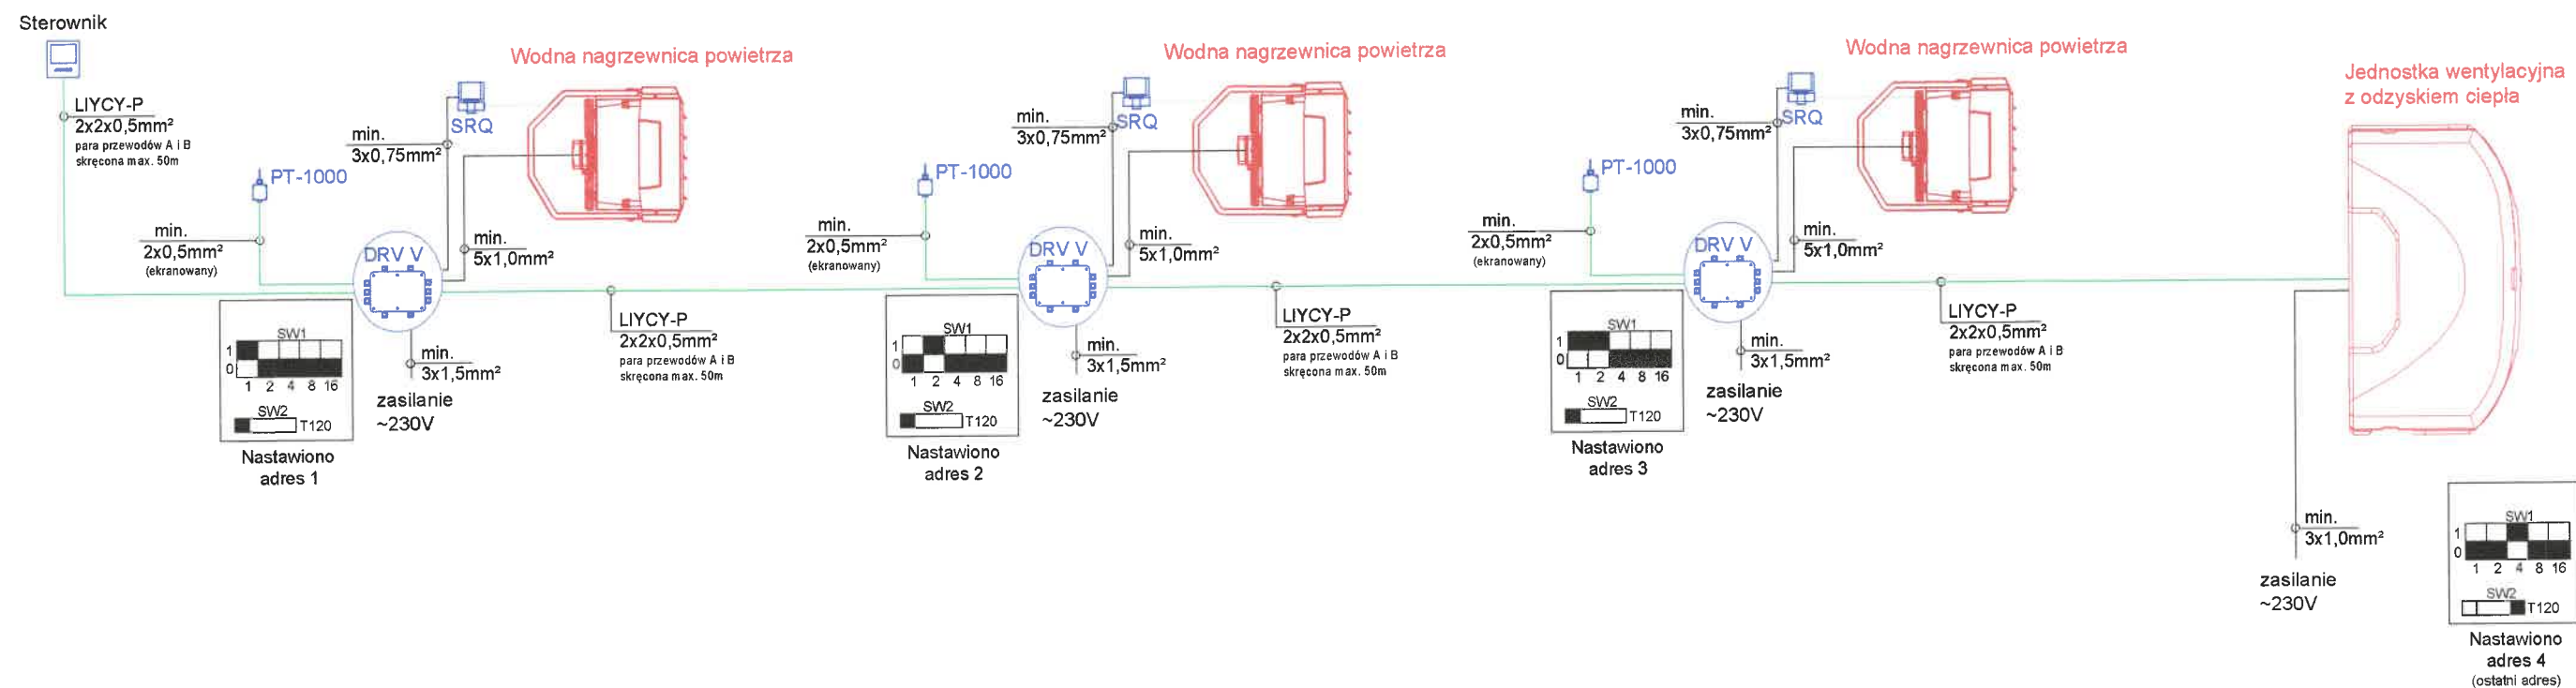 Sterownik
LIYCY-P
2x2x0,5mm²
para przewodów A i B
skręcona max. 50m
PT-1000
min.
2x0,5mm²
(ekranowany)
min.
3x0,75mm²
SRQ
Wodna nagrzewnica powietrza
DRV V
min.
5x1,0mm²
SW1
1
0
1 2 4 8 16
SW2
T120
Nastawiono
adres 1
min.
3x1,5mm²
zasilanie
~230V
LIYCY-P
2x2x0,5mm²
para przewodów A i B
skręcona max. 50m
PT-1000
min.
2x0,5mm²
(ekranowany)
min.
3x0,75mm²
SRQ
Wodna nagrzewnica powietrza
DRV V
min.
5x1,0mm²
SW1
1
0
1 2 4 8 16
SW2
T120
Nastawiono
adres 2
min.
3x1,5mm²
zasilanie
~230V
LIYCY-P
2x2x0,5mm²
para przewodów A i B
skręcona max. 50m
PT-1000
min.
2x0,5mm²
(ekranowany)
min.
3x0,75mm²
SRQ
Wodna nagrzewnica powietrza
DRV V
min.
5x1,0mm²
SW1
1
0
1 2 4 8 16
SW2
T120
Nastawiono
adres 3
min.
3x1,5mm²
zasilanie
~230V
LIYCY-P
2x2x0,5mm²
para przewodów A i B
skręcona max. 50m
Jednostka wentylacyjna
z odzyskiem ciepła
min.
3x1,0mm²
zasilanie
~230V
SW1
1
0
1 2 4 8 16
SW2
T120
Nastawiono
adres 4
(ostatni adres)